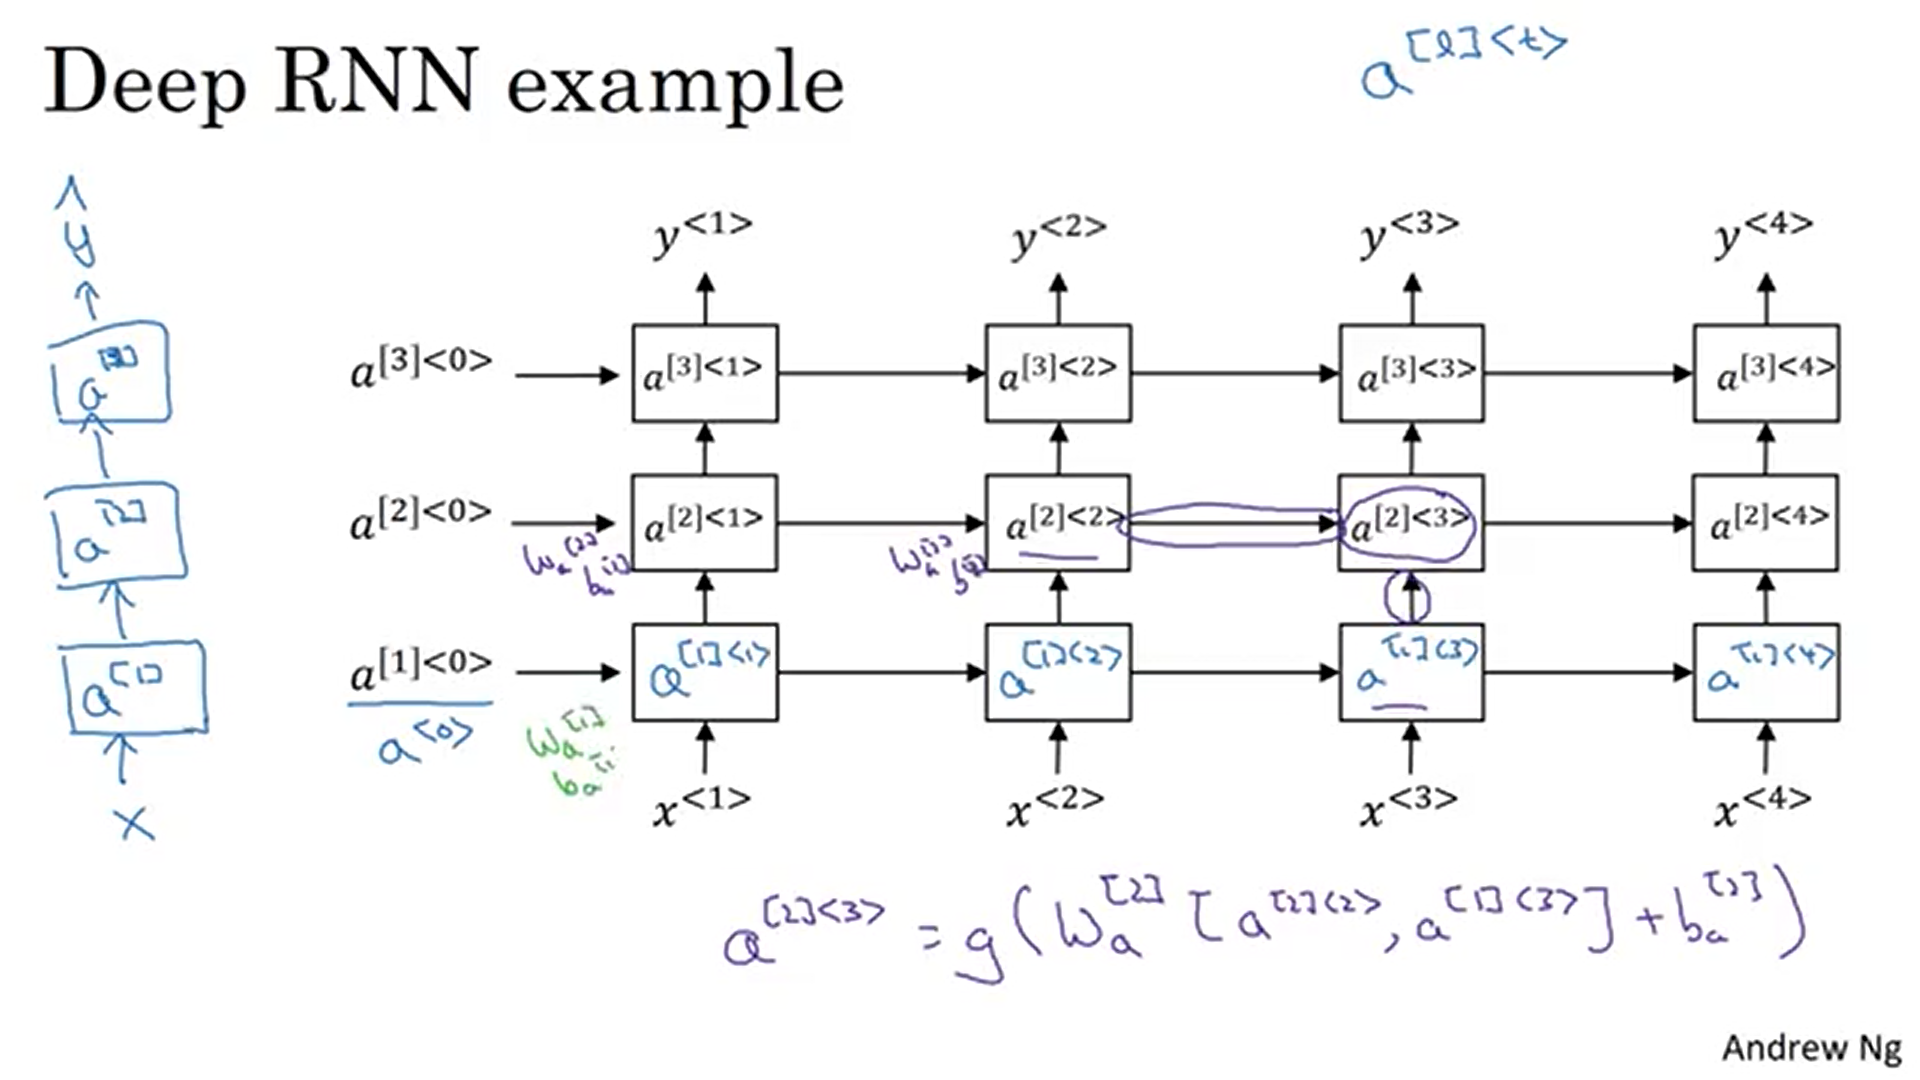 Deep RNN example
a^[l]<t>
ŷ
y^<1> y^<2> y^<3> y^<4>
a^[3]
a^[3]<0> a^[3]<1> a^[3]<2> a^[3]<3> a^[3]<4>
a^[2]
a^[2]<0> a^[2]<1> a^[2]<2> a^[2]<3> a^[2]<4>
W_a^[2] b_a^[2] W_a^[2] b^[2]
a^[1]
a^[1]<0> a^[1]<1> a^[1]<2> a^[1]<3> a^[1]<4>
a^<0> W_a^[1]
b_a^[1]
x
x^<1> x^<2> x^<3> x^<4>
a^[2]<3> = g(W_a^[2] [a^[2]<2>, a^[1]<3>] + b_a^[2])
Andrew Ng